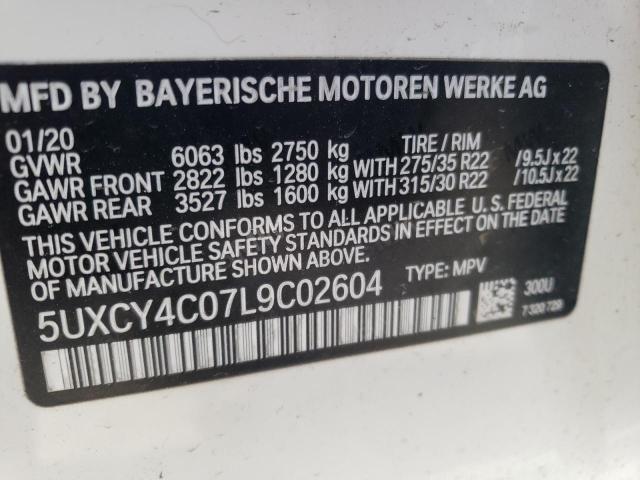 MFD BY BAYERISCHE MOTOREN WERKE AG
01/20
TIRE / RIM
GVWR 6063 lbs 2750 kg
GAWR FRONT 2822 lbs 1280 kg WITH 275/35 R22 /9.5J x 22
GAWR REAR 3527 lbs 1600 kg WITH 315/30 R22 /10.5J x 22
THIS VEHICLE CONFORMS TO ALL APPLICABLE U. S. FEDERAL
MOTOR VEHICLE SAFETY STANDARDS IN EFFECT ON THE DATE
OF MANUFACTURE SHOWN ABOVE.
5UXCY4C07L9C02604 TYPE: MPV
300U
7320728